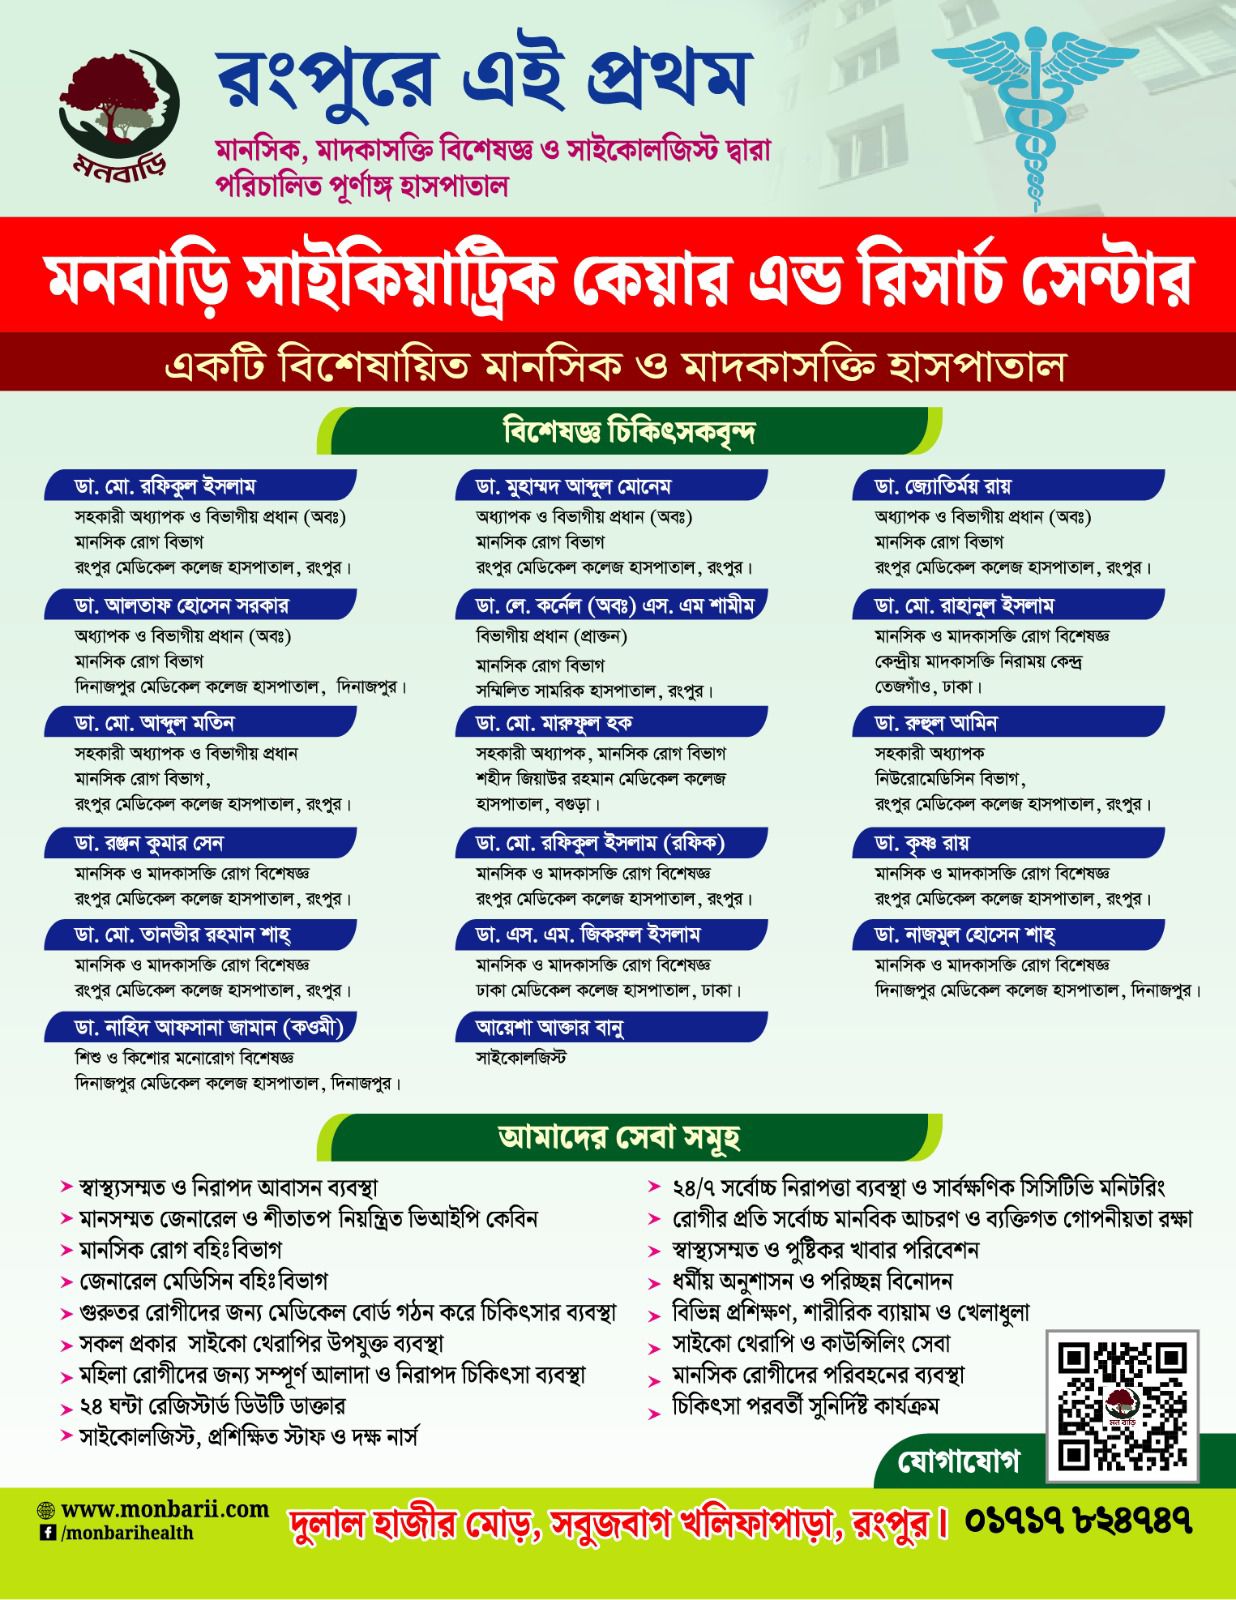 মনবাড়ি
রংপুরে এই প্রথম
মানসিক, মাদকাসক্তি বিশেষজ্ঞ ও সাইকোলজিস্ট দ্বারা
পরিচালিত পূর্ণাঙ্গ হাসপাতাল
মনবাড়ি সাইকিয়াট্রিক কেয়ার এন্ড রিসার্চ সেন্টার
একটি বিশেষায়িত মানসিক ও মাদকাসক্তি হাসপাতাল
বিশেষজ্ঞ চিকিৎসকবৃন্দ
ডা. মো. রফিকুল ইসলাম
সহকারী অধ্যাপক ও বিভাগীয় প্রধান (অবঃ)
মানসিক রোগ বিভাগ
রংপুর মেডিকেল কলেজ হাসপাতাল, রংপুর।
ডা. মুহাম্মদ আব্দুল মোনেম
অধ্যাপক ও বিভাগীয় প্রধান (অবঃ)
মানসিক রোগ বিভাগ
রংপুর মেডিকেল কলেজ হাসপাতাল, রংপুর।
ডা. জ্যোতির্ময় রায়
অধ্যাপক ও বিভাগীয় প্রধান (অবঃ)
মানসিক রোগ বিভাগ
রংপুর মেডিকেল কলেজ হাসপাতাল, রংপুর।
ডা. আলতাফ হোসেন সরকার
অধ্যাপক ও বিভাগীয় প্রধান (অবঃ)
মানসিক রোগ বিভাগ
দিনাজপুর মেডিকেল কলেজ হাসপাতাল, দিনাজপুর।
ডা. লে. কর্নেল (অবঃ) এস. এম শামীম
বিভাগীয় প্রধান (প্রাক্তন)
মানসিক রোগ বিভাগ
সম্মিলিত সামরিক হাসপাতাল, রংপুর।
ডা. মো. রাহানুল ইসলাম
মানসিক ও মাদকাসক্তি রোগ বিশেষজ্ঞ
কেন্দ্রীয় মাদকাসক্তি নিরাময় কেন্দ্র
তেজগাঁও, ঢাকা।
ডা. মো. আব্দুল মতিন
সহকারী অধ্যাপক ও বিভাগীয় প্রধান
মানসিক রোগ বিভাগ,
রংপুর মেডিকেল কলেজ হাসপাতাল, রংপুর।
ডা. মো. মারুফুল হক
সহকারী অধ্যাপক, মানসিক রোগ বিভাগ
শহীদ জিয়াউর রহমান মেডিকেল কলেজ
হাসপাতাল, বগুড়া।
ডা. রুহুল আমিন
সহকারী অধ্যাপক
নিউরোমেডিসিন বিভাগ,
রংপুর মেডিকেল কলেজ হাসপাতাল, রংপুর।
ডা. রঞ্জন কুমার সেন
মানসিক ও মাদকাসক্তি রোগ বিশেষজ্ঞ
রংপুর মেডিকেল কলেজ হাসপাতাল, রংপুর।
ডা. মো. রফিকুল ইসলাম (রফিক)
মানসিক ও মাদকাসক্তি রোগ বিশেষজ্ঞ
রংপুর মেডিকেল কলেজ হাসপাতাল, রংপুর।
ডা. কৃষ্ণ রায়
মানসিক ও মাদকাসক্তি রোগ বিশেষজ্ঞ
রংপুর মেডিকেল কলেজ হাসপাতাল, রংপুর।
ডা. মো. তানভীর রহমান শাহ্
মানসিক ও মাদকাসক্তি রোগ বিশেষজ্ঞ
রংপুর মেডিকেল কলেজ হাসপাতাল, রংপুর।
ডা. এস. এম. জিকরুল ইসলাম
মানসিক ও মাদকাসক্তি রোগ বিশেষজ্ঞ
ঢাকা মেডিকেল কলেজ হাসপাতাল, ঢাকা।
ডা. নাজমুল হোসেন শাহ্
মানসিক ও মাদকাসক্তি রোগ বিশেষজ্ঞ
দিনাজপুর মেডিকেল কলেজ হাসপাতাল, দিনাজপুর।
ডা. নাহিদ আফসানা জামান (কওমী)
শিশু ও কিশোর মনোরোগ বিশেষজ্ঞ
দিনাজপুর মেডিকেল কলেজ হাসপাতাল, দিনাজপুর।
আয়েশা আক্তার বানু
সাইকোলজিস্ট
আমাদের সেবা সমূহ
স্বাস্থ্যসম্মত ও নিরাপদ আবাসন ব্যবস্থা
মানসম্মত জেনারেল ও শীতাতপ নিয়ন্ত্রিত ভিআইপি কেবিন
মানসিক রোগ বহিঃবিভাগ
জেনারেল মেডিসিন বহিঃবিভাগ
গুরুতর রোগীদের জন্য মেডিকেল বোর্ড গঠন করে চিকিৎসার ব্যবস্থা
সকল প্রকার সাইকো থেরাপির উপযুক্ত ব্যবস্থা
মহিলা রোগীদের জন্য সম্পূর্ণ আলাদা ও নিরাপদ চিকিৎসা ব্যবস্থা
২৪ ঘন্টা রেজিস্টার্ড ডিউটি ডাক্তার
সাইকোলজিস্ট, প্রশিক্ষিত স্টাফ ও দক্ষ নার্স
২৪/৭ সর্বোচ্চ নিরাপত্তা ব্যবস্থা ও সার্বক্ষণিক সিসিটিভি মনিটরিং
রোগীর প্রতি সর্বোচ্চ মানবিক আচরণ ও ব্যক্তিগত গোপনীয়তা রক্ষা
স্বাস্থ্যসম্মত ও পুষ্টিকর খাবার পরিবেশন
ধর্মীয় অনুশাসন ও পরিচ্ছন্ন বিনোদন
বিভিন্ন প্রশিক্ষণ, শারীরিক ব্যায়াম ও খেলাধুলা
সাইকো থেরাপি ও কাউন্সিলিং সেবা
মানসিক রোগীদের পরিবহনের ব্যবস্থা
চিকিৎসা পরবর্তী সুনির্দিষ্ট কার্যক্রম
মন বাড়ি
যোগাযোগ
www.monbarii.com
/monbarihealth
দুলাল হাজীর মোড়, সবুজবাগ খলিফাপাড়া, রংপুর।
০১৭১৭ ৮২৪৭৪৭